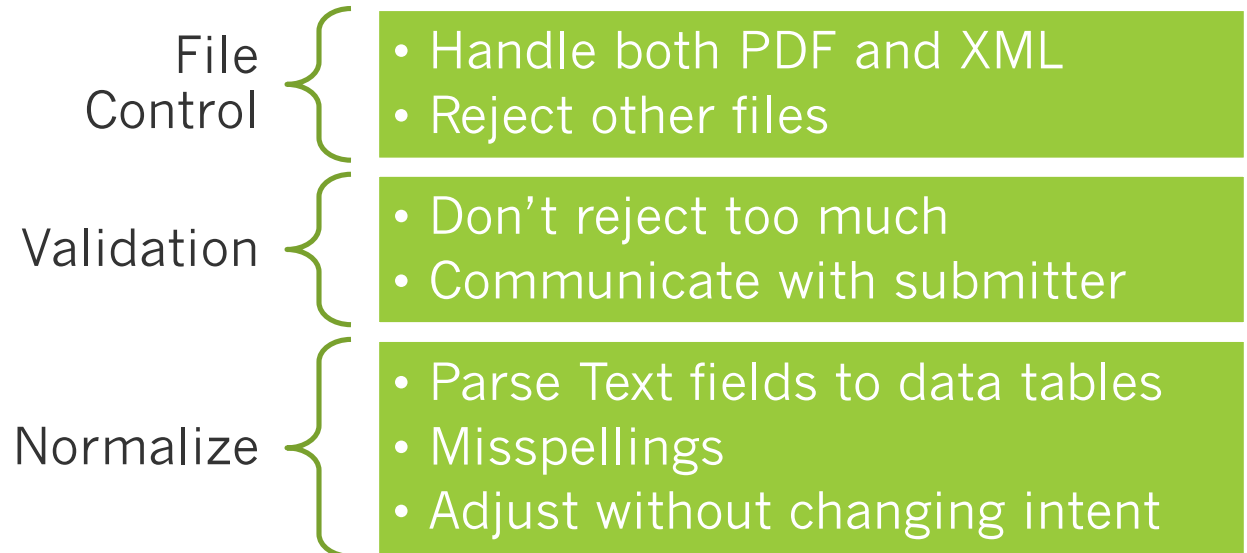 File
Control
• Handle both PDF and XML
• Reject other files
Validation
• Don’t reject too much
• Communicate with submitter
Normalize
• Parse Text fields to data tables
• Misspellings
• Adjust without changing intent